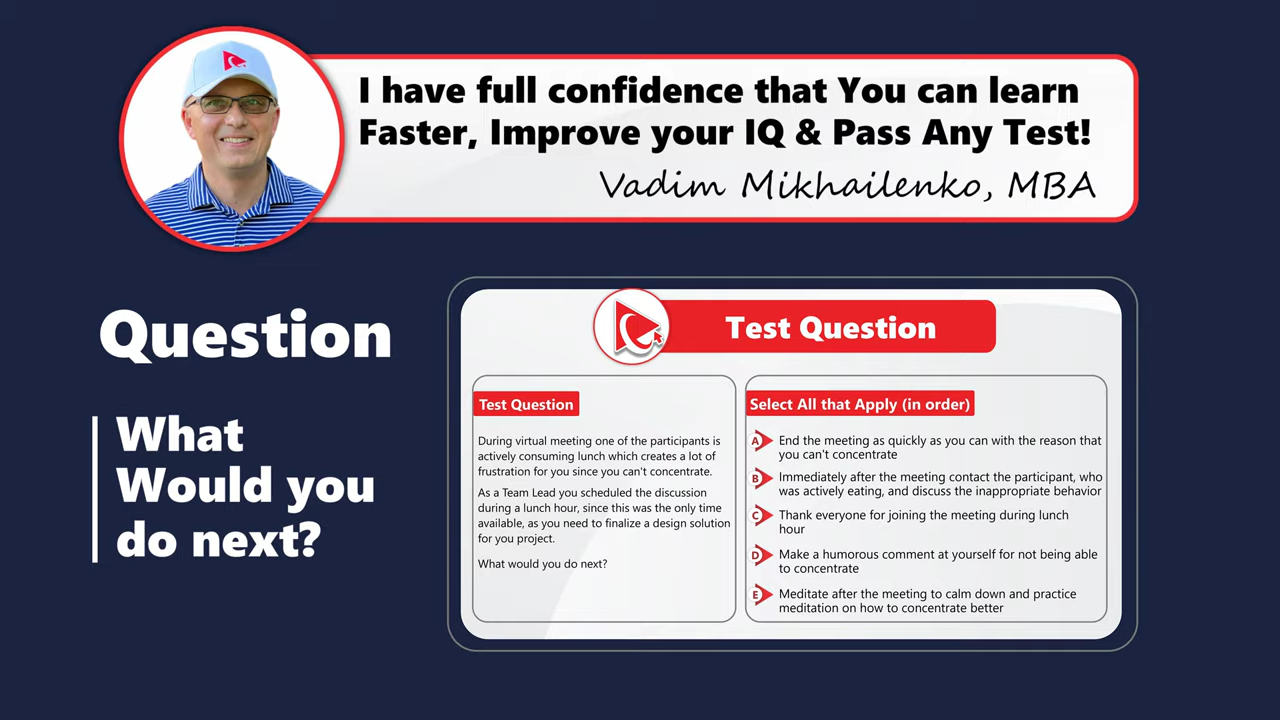 I have full confidence that You can learn
Faster, Improve your IQ & Pass Any Test!
Vadim Mikhailenko, MBA
Question
What
Would you
do next?
Test Question
Test Question
During virtual meeting one of the participants is
actively consuming lunch which creates a lot of
frustration for you since you can't concentrate.
As a Team Lead you scheduled the discussion
during a lunch hour, since this was the only time
available, as you need to finalize a design solution
for you project.
What would you do next?
Select All that Apply (in order)
A End the meeting as quickly as you can with the reason that
you can't concentrate
B Immediately after the meeting contact the participant, who
was actively eating, and discuss the inappropriate behavior
C Thank everyone for joining the meeting during lunch
hour
D Make a humorous comment at yourself for not being able
to concentrate
E Meditate after the meeting to calm down and practice
meditation on how to concentrate better